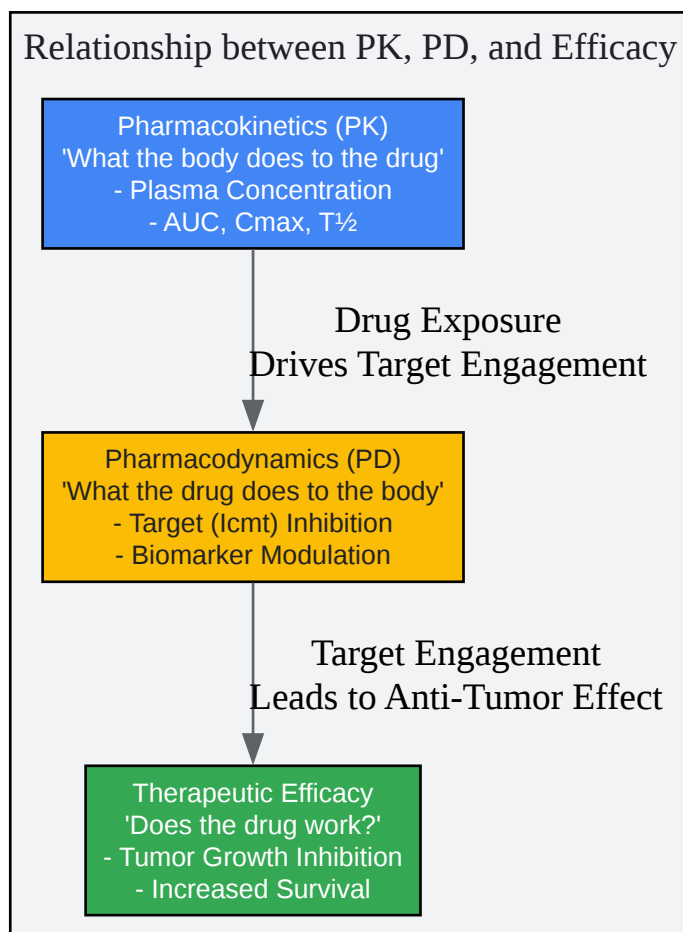 Relationship between PK, PD, and Efficacy
Pharmacokinetics (PK)
'What the body does to the drug'
- Plasma Concentration
- AUC, Cmax, T½
Drug Exposure
Drives Target Engagement
Pharmacodynamics (PD)
'What the drug does to the body'
- Target (Icmt) Inhibition
- Biomarker Modulation
Target Engagement
Leads to Anti-Tumor Effect
Therapeutic Efficacy
'Does the drug work?'
- Tumor Growth Inhibition
- Increased Survival